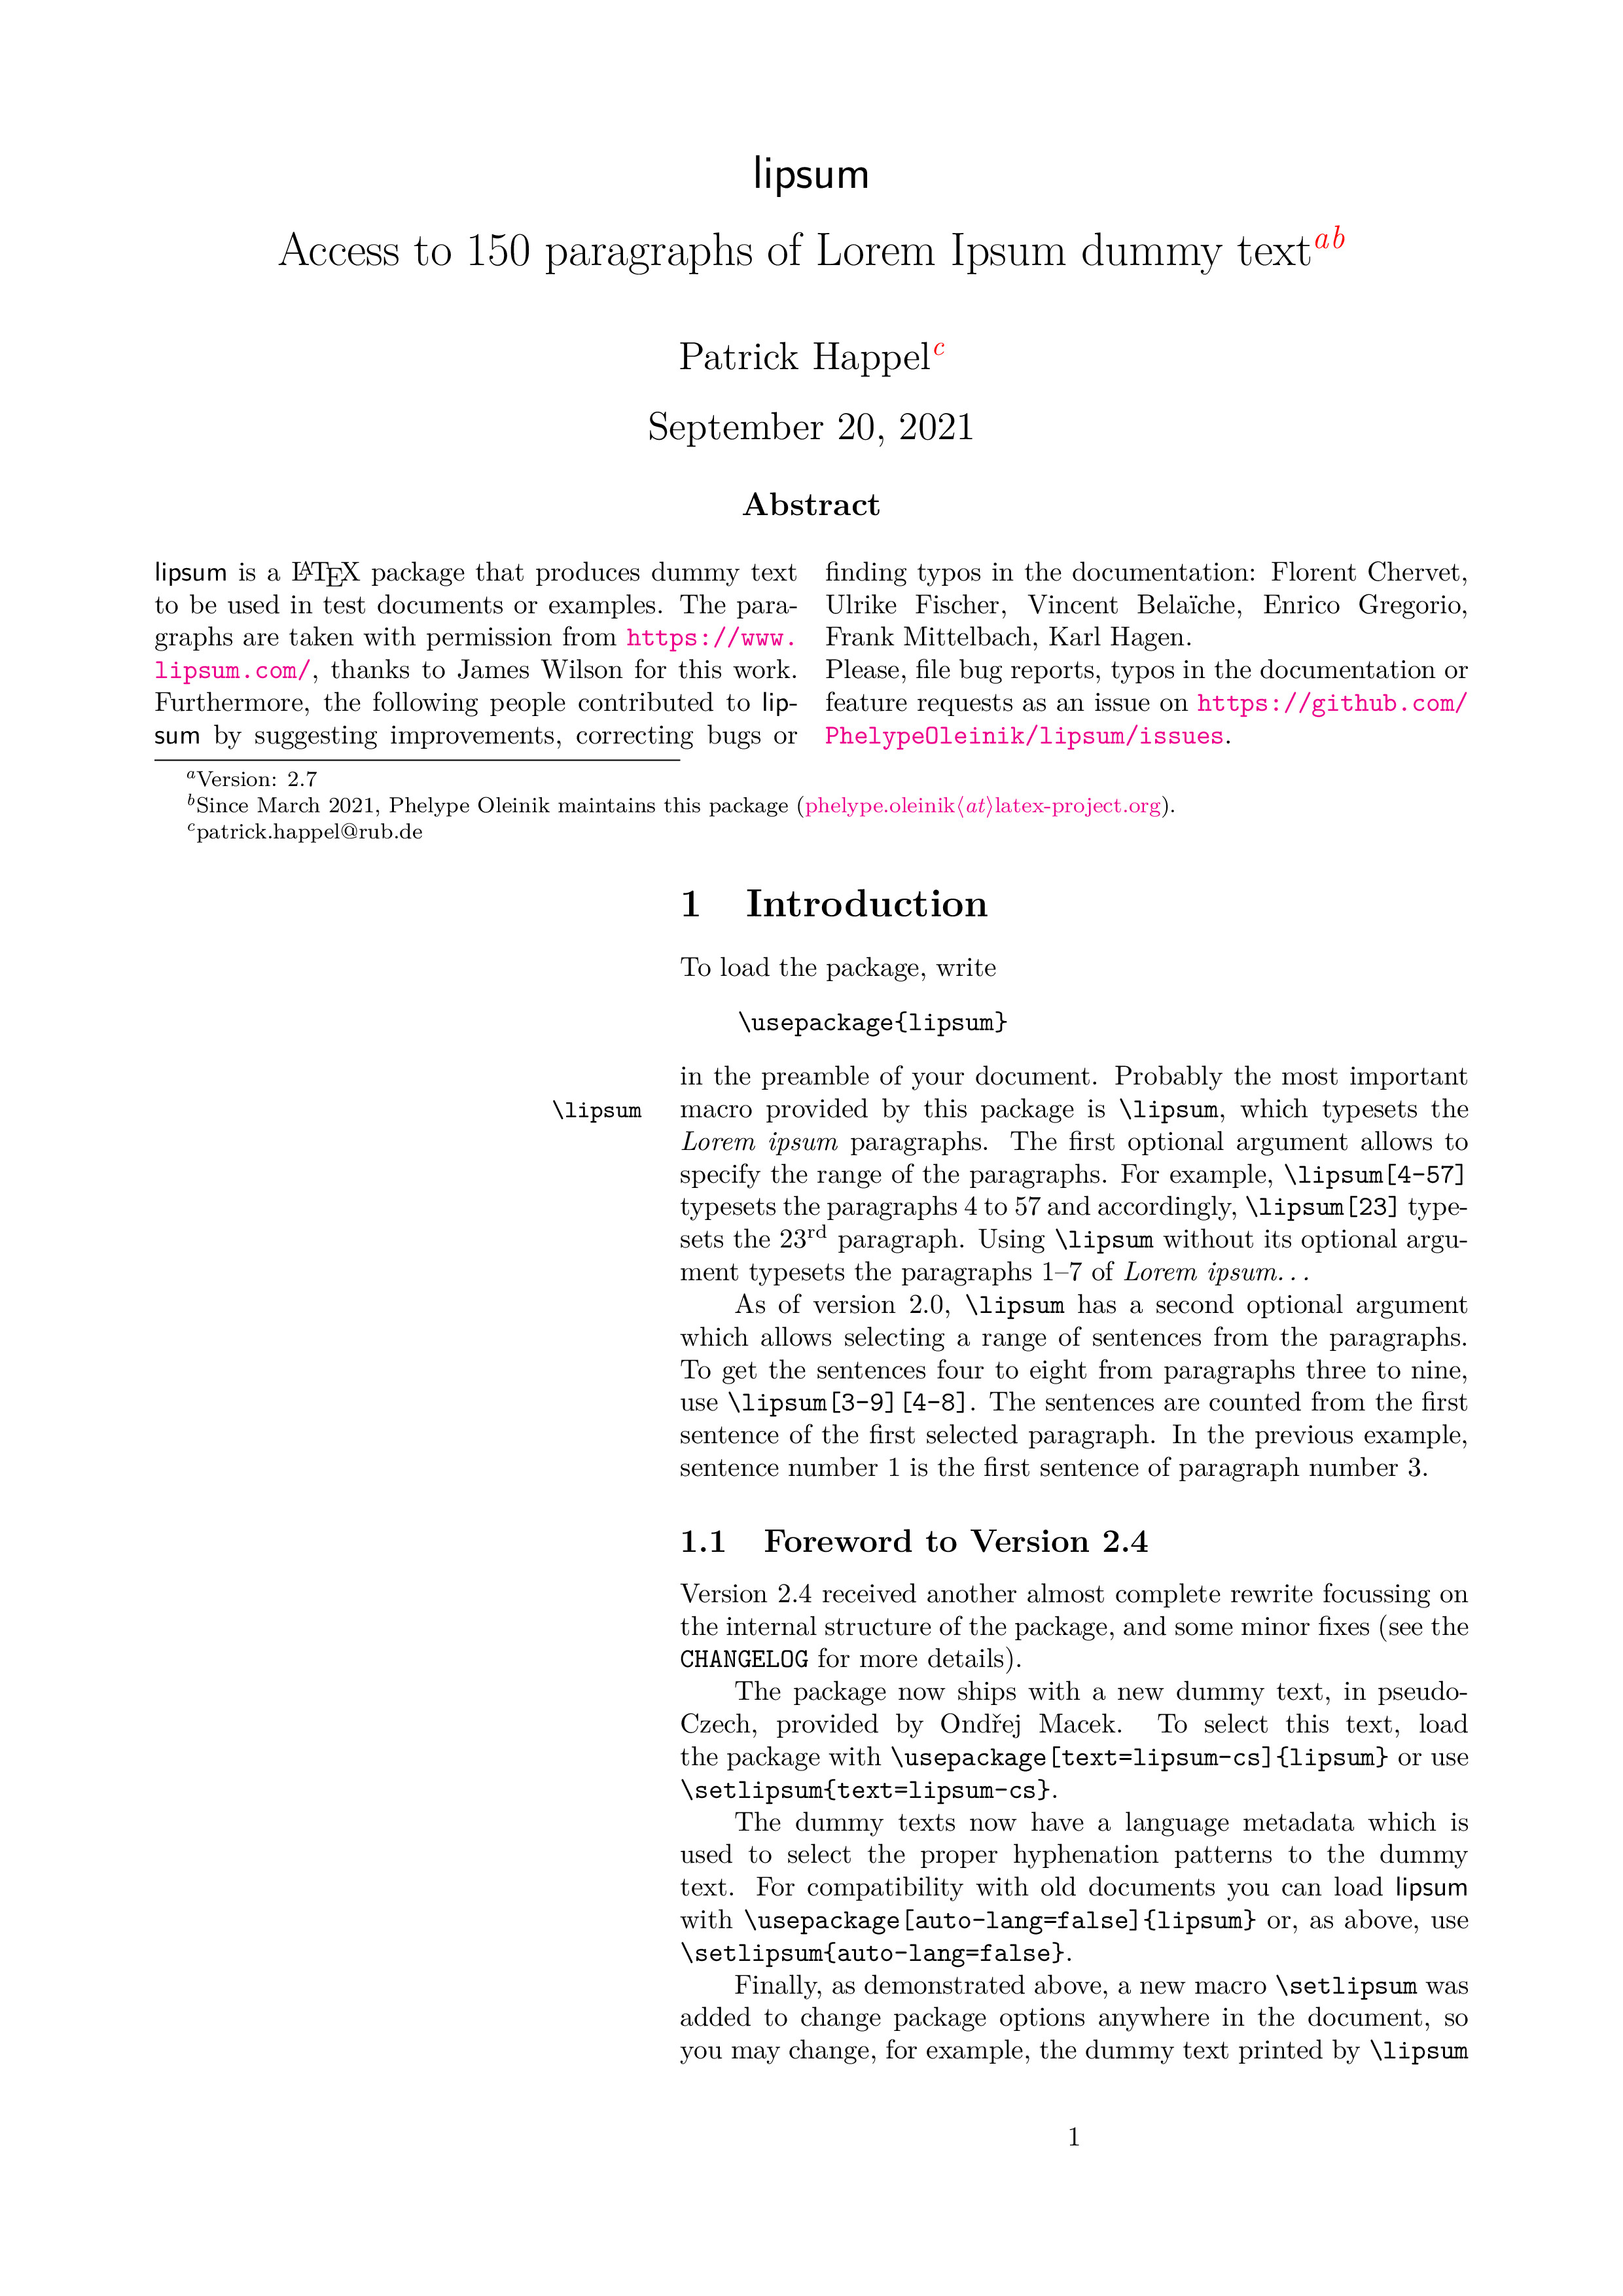 lipsum
Access to 150 paragraphs of Lorem Ipsum dummy textab
Patrick Happelc
September 20, 2021
Abstract
lipsum is a LATEX package that produces dummy text
to be used in test documents or examples. The para-
graphs are taken with permission from https://www.
lipsum.com/, thanks to James Wilson for this work.
Furthermore, the following people contributed to lip-
sum by suggesting improvements, correcting bugs or
finding typos in the documentation: Florent Chervet,
Ulrike Fischer, Vincent Belaïche, Enrico Gregorio,
Frank Mittelbach, Karl Hagen.
Please, file bug reports, typos in the documentation or
feature requests as an issue on https://github.com/
PhelypeOleinik/lipsum/issues.
aVersion: 2.7
bSince March 2021, Phelype Oleinik maintains this package (phelype.oleinik⟨at⟩latex-project.org).
cpatrick.happel@rub.de
1 Introduction
To load the package, write
\usepackage{lipsum}
in the preamble of your document. Probably the most important
\lipsum macro provided by this package is \lipsum, which typesets the
Lorem ipsum paragraphs. The first optional argument allows to
specify the range of the paragraphs. For example, \lipsum[4-57]
typesets the paragraphs 4 to 57 and accordingly, \lipsum[23] type-
sets the 23rd paragraph. Using \lipsum without its optional argu-
ment typesets the paragraphs 1–7 of Lorem ipsum...
As of version 2.0, \lipsum has a second optional argument
which allows selecting a range of sentences from the paragraphs.
To get the sentences four to eight from paragraphs three to nine,
use \lipsum[3-9][4-8]. The sentences are counted from the first
sentence of the first selected paragraph. In the previous example,
sentence number 1 is the first sentence of paragraph number 3.
1.1 Foreword to Version 2.4
Version 2.4 received another almost complete rewrite focussing on
the internal structure of the package, and some minor fixes (see the
CHANGELOG for more details).
The package now ships with a new dummy text, in pseudo-
Czech, provided by Ondřej Macek. To select this text, load
the package with \usepackage[text=lipsum-cs]{lipsum} or use
\setlipsum{text=lipsum-cs}.
The dummy texts now have a language metadata which is
used to select the proper hyphenation patterns to the dummy
text. For compatibility with old documents you can load lipsum
with \usepackage[auto-lang=false]{lipsum} or, as above, use
\setlipsum{auto-lang=false}.
Finally, as demonstrated above, a new macro \setlipsum was
added to change package options anywhere in the document, so
you may change, for example, the dummy text printed by \lipsum
1